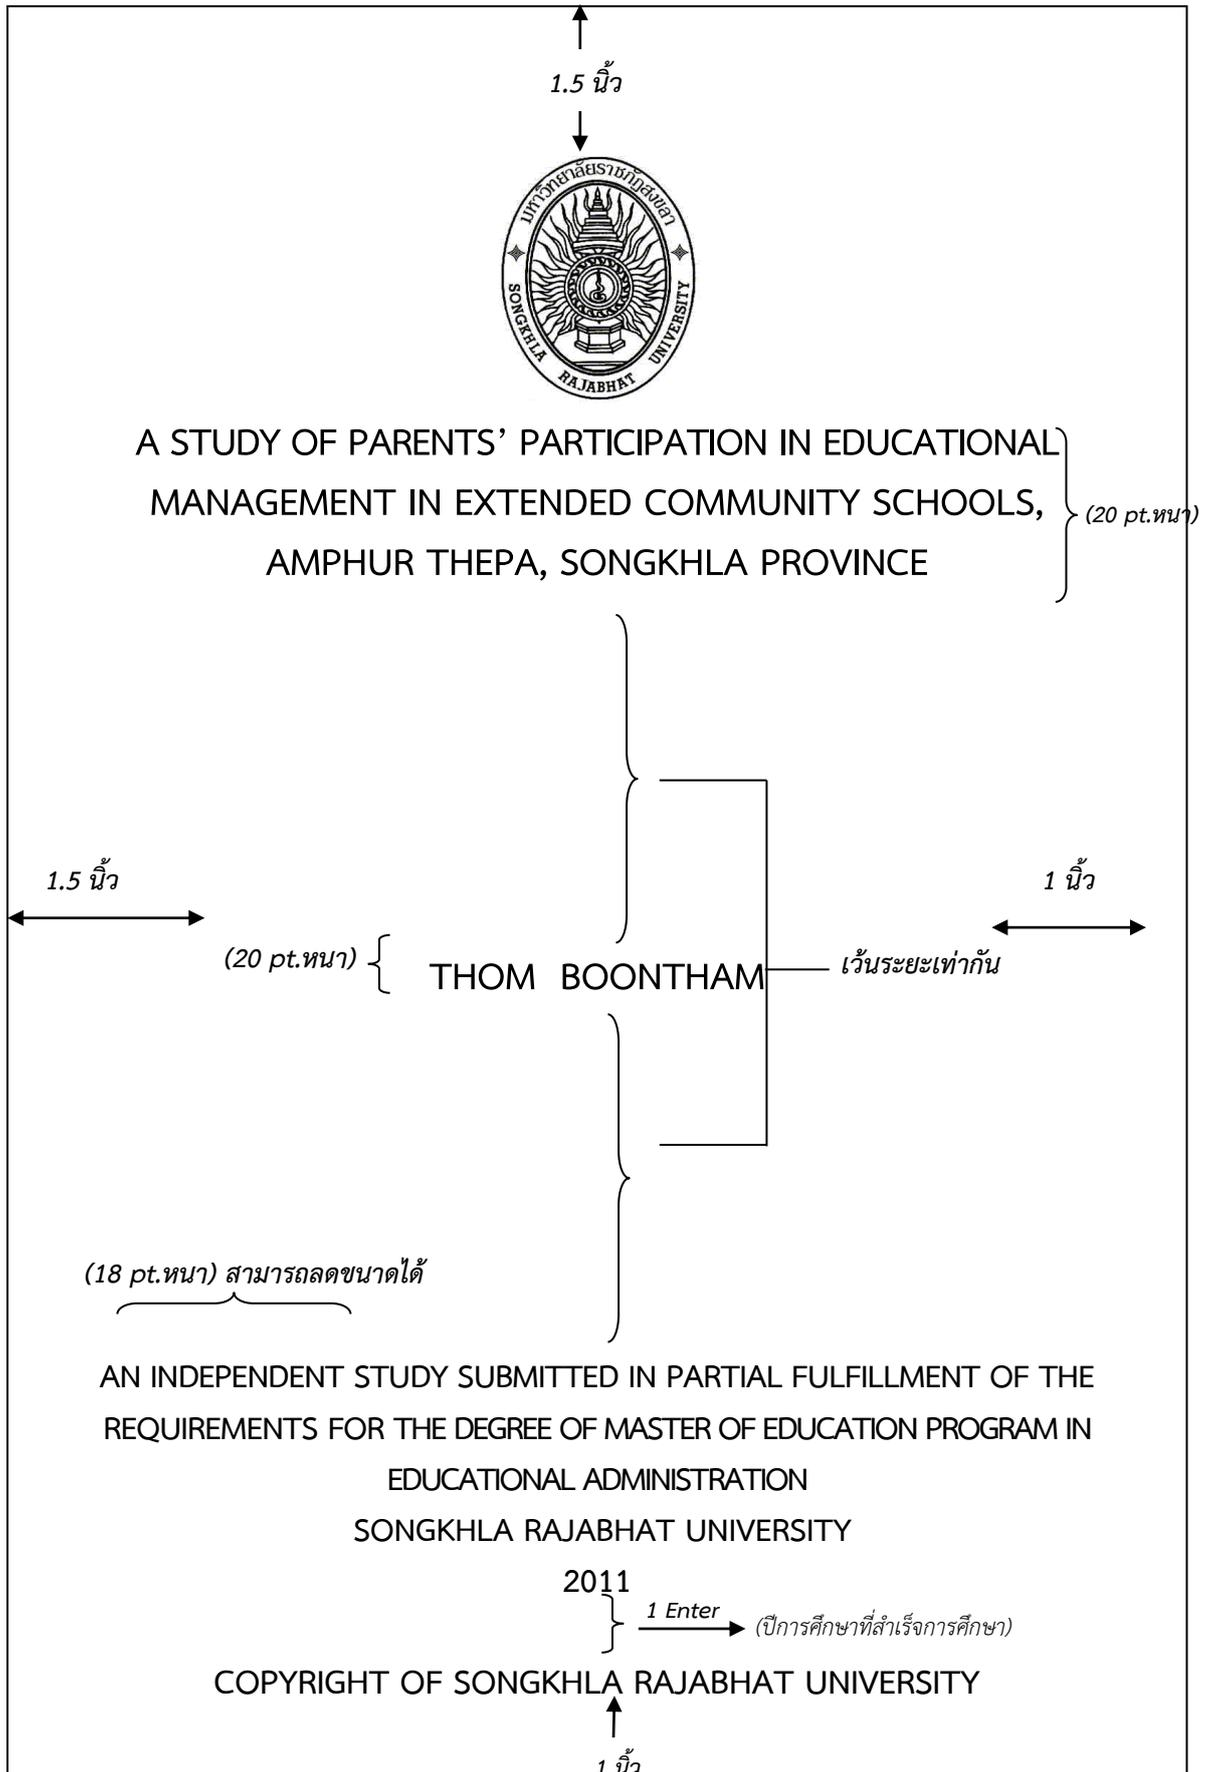 1.5 นิ้ว
มหาวิทยาลัยราชภัฏสงขลา
SONGKHLA RAJABHAT UNIVERSITY
A STUDY OF PARENTS’ PARTICIPATION IN EDUCATIONAL
MANAGEMENT IN EXTENDED COMMUNITY SCHOOLS,
(20 pt.หนา)
AMPHUR THEPA, SONGKHLA PROVINCE
1.5 นิ้ว
1 นิ้ว
(20 pt.หนา)
THOM BOONTHAM
เว้นระยะเท่ากัน
(18 pt.หนา) สามารถลดขนาดได้
AN INDEPENDENT STUDY SUBMITTED IN PARTIAL FULFILLMENT OF THE
REQUIREMENTS FOR THE DEGREE OF MASTER OF EDUCATION PROGRAM IN
EDUCATIONAL ADMINISTRATION
SONGKHLA RAJABHAT UNIVERSITY
2011
1 Enter
(ปีการศึกษาที่สำเร็จการศึกษา)
COPYRIGHT OF SONGKHLA RAJABHAT UNIVERSITY
1 นิ้ว